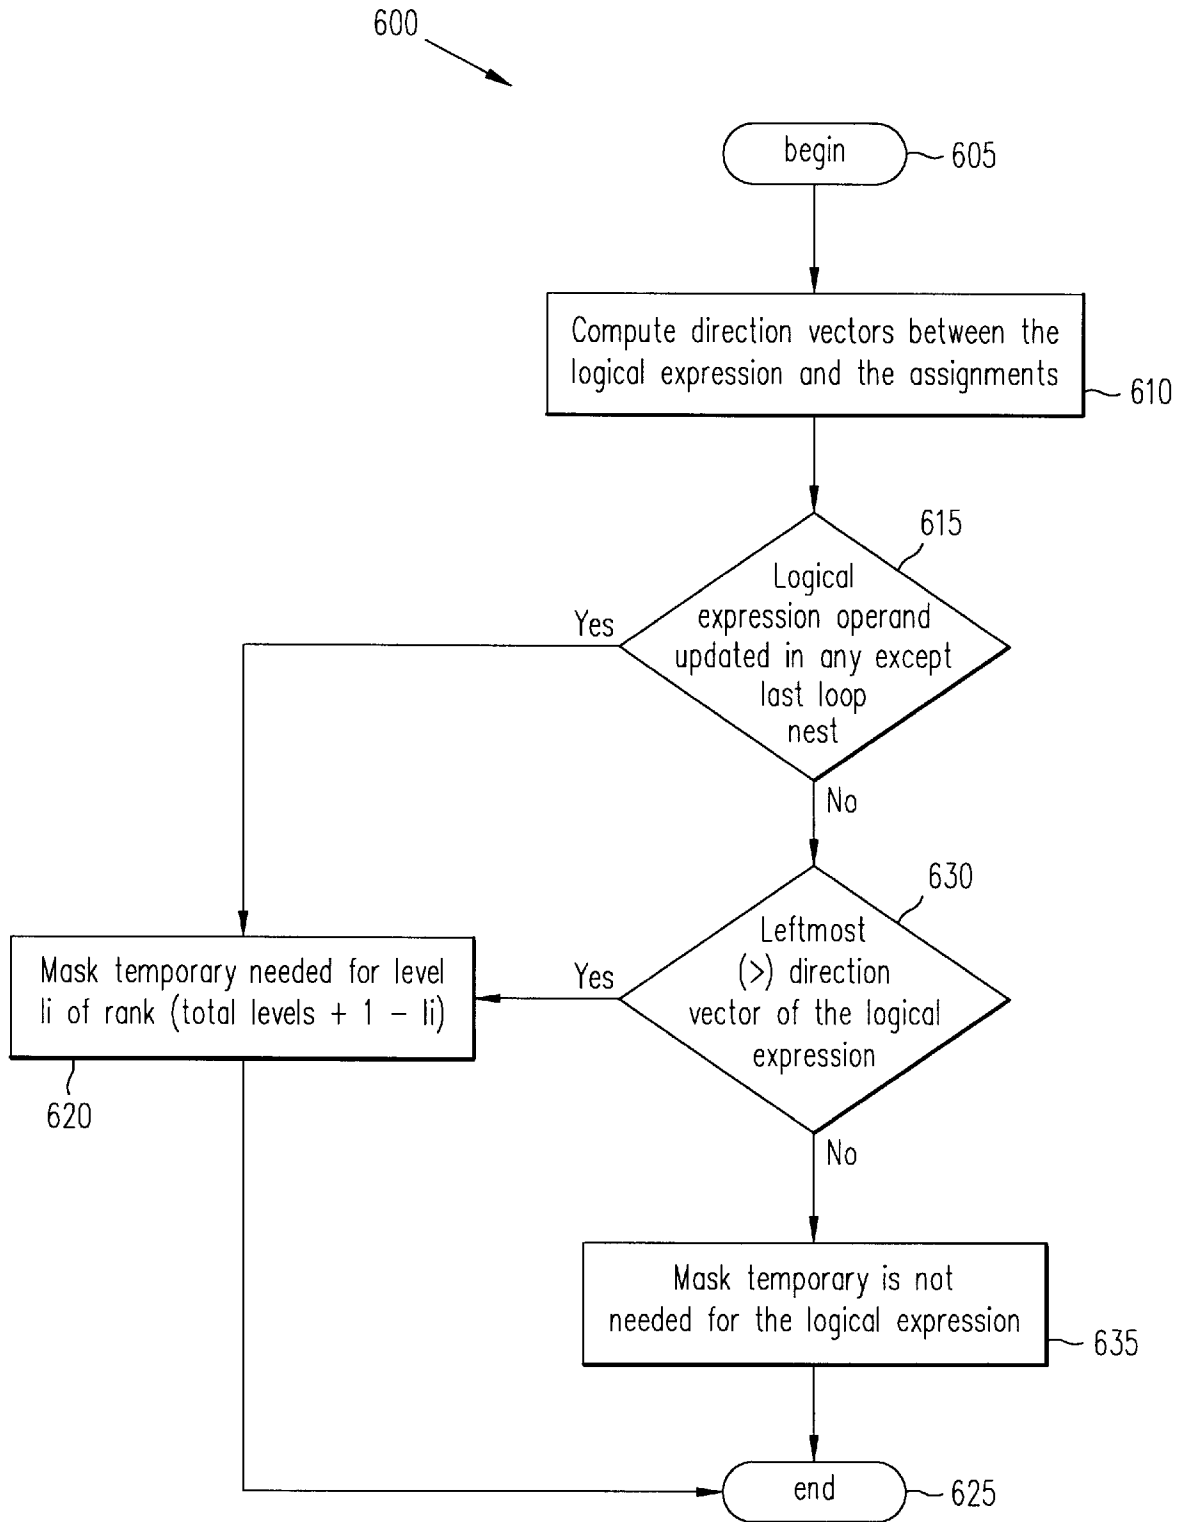 600
begin
605
Compute direction vectors between the
logical expression and the assignments
610
615
Logical
expression operand
updated in any except
last loop
nest
Yes
No
630
Leftmost
(>) direction
vector of the logical
expression
Yes
Mask temporary needed for level
li of rank (total levels + 1 – li)
620
No
Mask temporary is not
needed for the logical expression
635
end
625